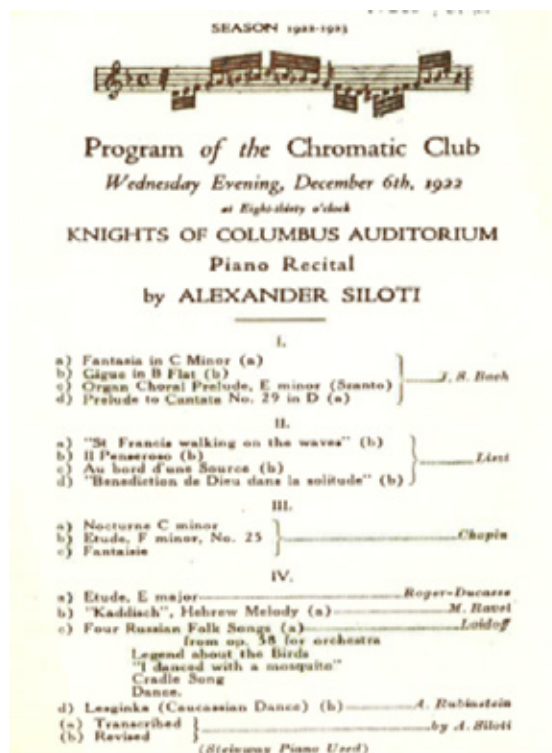 SEASON 1922-1923
Program of the Chromatic Club
Wednesday Evening, December 6th, 1922
at Eight-thirty o'clock
KNIGHTS OF COLUMBUS AUDITORIUM
Piano Recital
by ALEXANDER SILOTI
I.
a) Fantasia in C Minor (a)
b) Gigue in B Flat (b)
c) Organ Choral Prelude, E minor (Szanto)
d) Prelude to Cantata No. 29 in D (a)
J. S. Bach
II.
a) "St Francis walking on the waves" (b)
b) Il Penseroso (b)
c) Au bord d'une Source (b)
d) "Benediction de Dieu dans la solitude" (b)
Liszt
III.
a) Nocturne C minor
b) Etude, F minor, No. 25
c) Fantaisie
Chopin
IV.
a) Etude, E major Roger-Ducasse
b) "Kaddisch", Hebrew Melody (a) M. Ravel
c) Four Russian Folk Songs (a) Loidoff
from op. 58 for orchestra
Legend about the Birds
"I danced with a mosquito"
Cradle Song
Dance.
d) Lesginka (Caucassian Dance) (b) A. Rubinstein
(a) Transcribed
(b) Revised
by A. Siloti
(Steinway Piano Used)